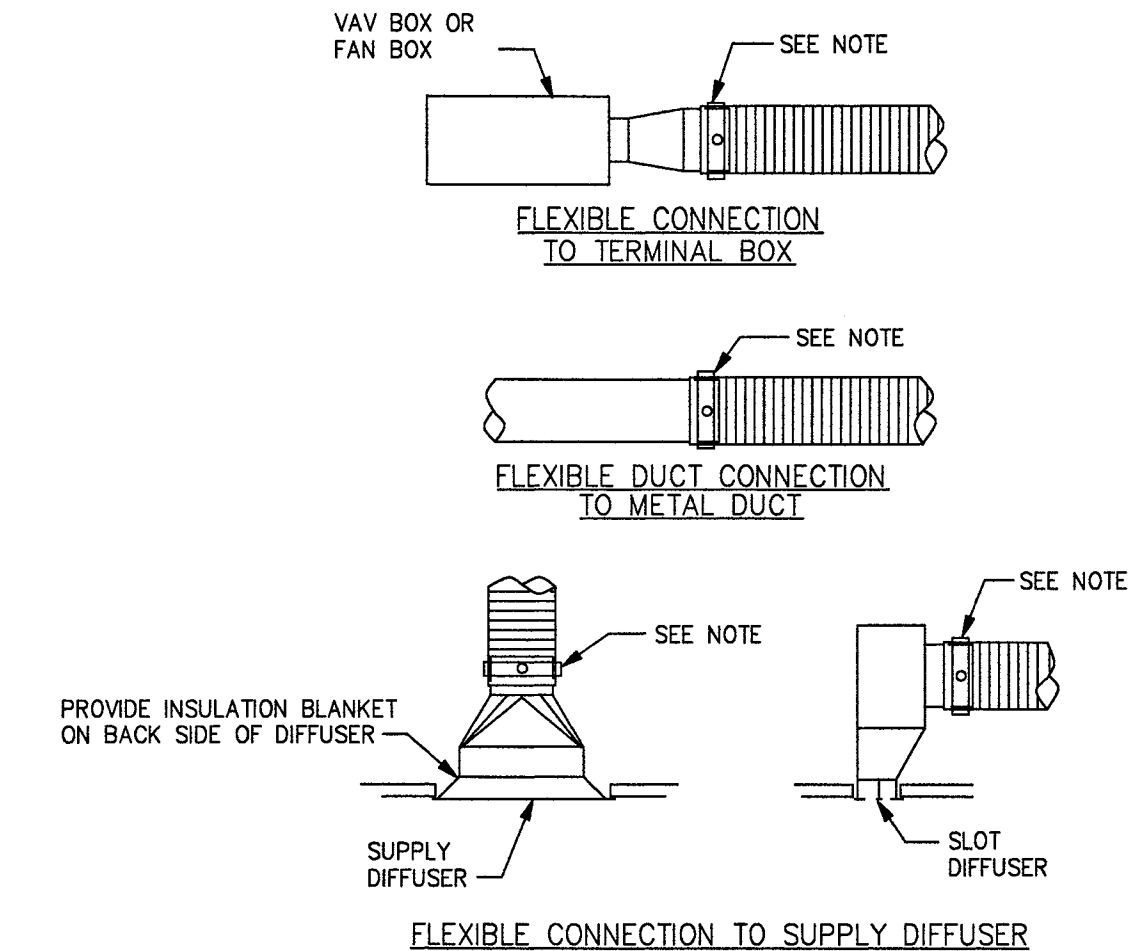 VAV BOX OR
FAN BOX
SEE NOTE
FLEXIBLE CONNECTION
TO TERMINAL BOX
SEE NOTE
FLEXIBLE DUCT CONNECTION
TO METAL DUCT
SEE NOTE
SEE NOTE
PROVIDE INSULATION BLANKET
ON BACK SIDE OF DIFFUSER
SUPPLY
DIFFUSER
SLOT
DIFFUSER
FLEXIBLE CONNECTION TO SUPPLY DIFFUSER